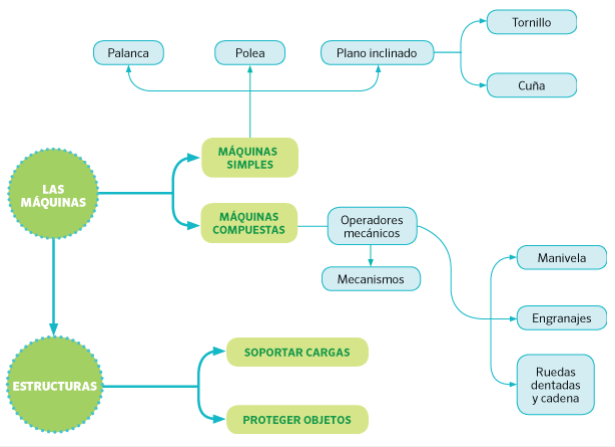 Tornillo
Palanca
Polea
Plano inclinado
Cuña
MÁQUINAS
SIMPLES
LAS
MÁQUINAS
MÁQUINAS
COMPUESTAS
Operadores
mecánicos
Manivela
Mecanismos
Engranajes
SOPORTAR CARGAS
ESTRUCTURAS
Ruedas
dentadas
y cadena
PROTEGER OBJETOS